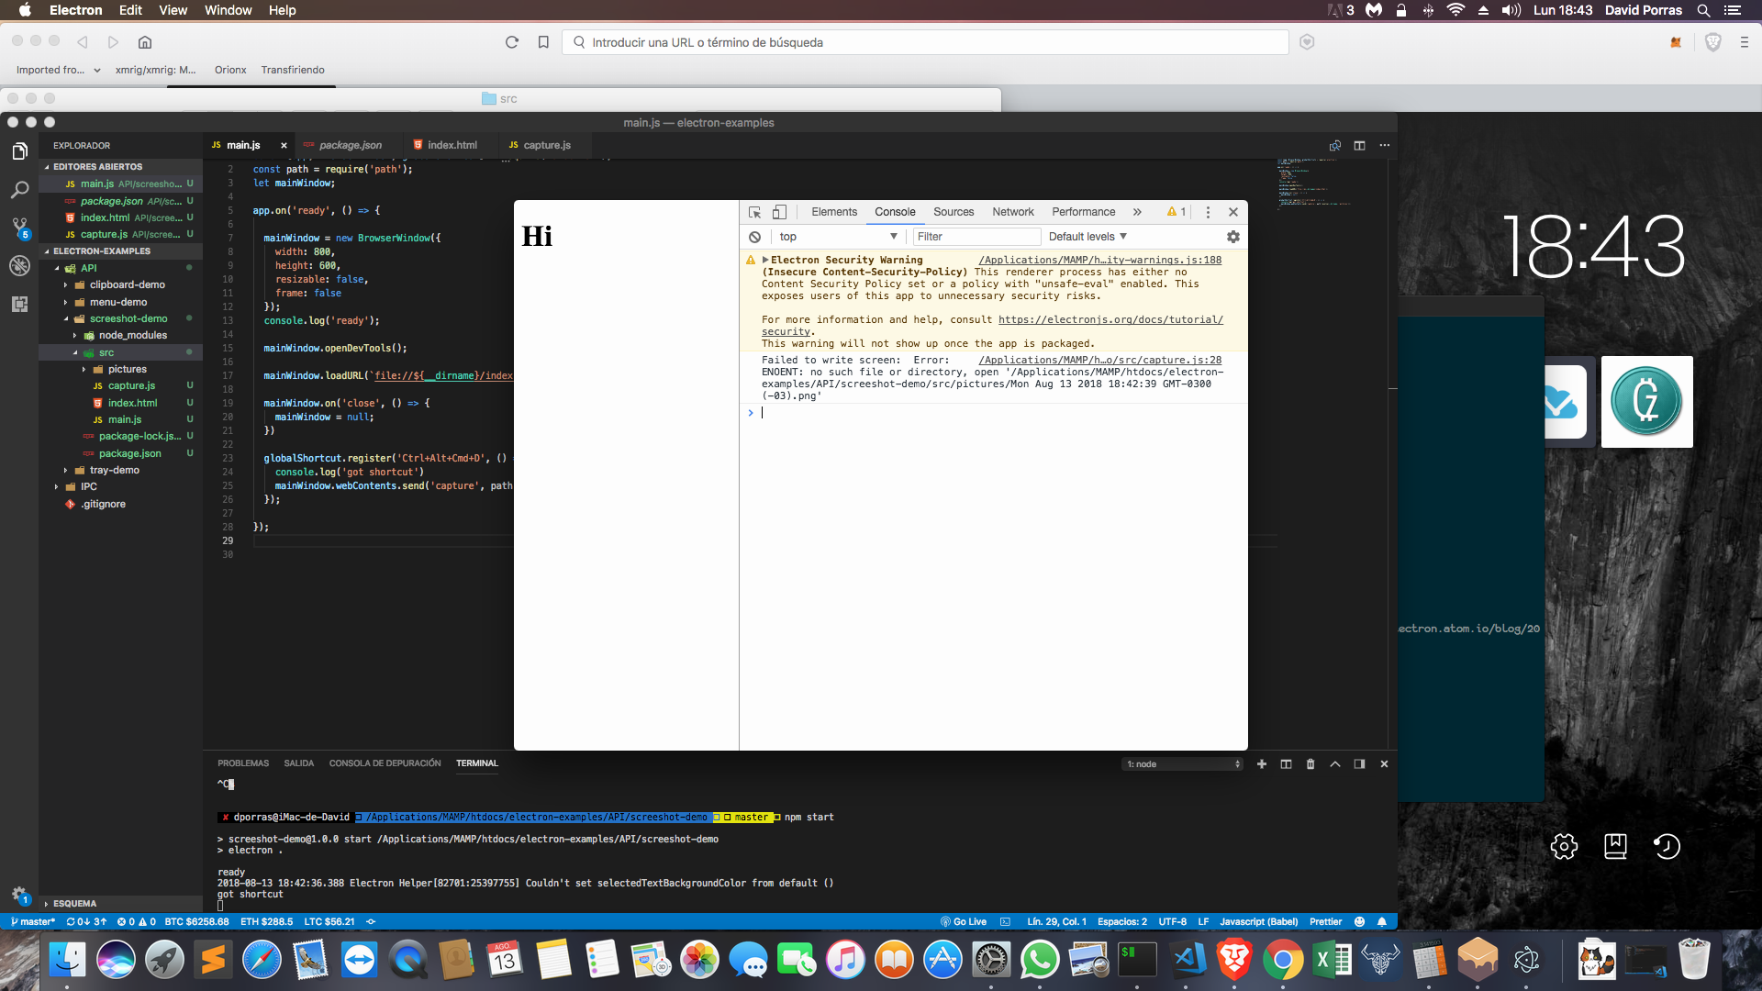 Electron Edit View Window Help
3 Lun 18:43 David Porras
Introducir una URL o término de búsqueda
Imported fro... xmrig/xmrig: M... Orionx Transfiriendo
src
main.js — electron-examples
EXPLORADOR
EDITORES ABIERTOS
JS main.js API/screesho... U
package.json API/sc... U
index.html API/scree... U
JS capture.js API/scree... U
ELECTRON-EXAMPLES
API
clipboard-demo
menu-demo
screeshot-demo
node_modules
src
pictures
JS capture.js U
index.html U
JS main.js U
package-lock.js... U
package.json U
tray-demo
IPC
.gitignore
5
1
ESQUEMA
JS main.js × package.json index.html JS capture.js
2 const path = require('path');
3 let mainWindow;
4
5 app.on('ready', () => {
6
7 mainWindow = new BrowserWindow({
8 width: 800,
9 height: 600,
10 resizable: false,
11 frame: false
12 });
13 console.log('ready');
14
15 mainWindow.openDevTools();
16
17 mainWindow.loadURL(`file://${__dirname}/index
18
19 mainWindow.on('close', () => {
20 mainWindow = null;
21 })
22
23 globalShortcut.register('Ctrl+Alt+Cmd+D', ()
24 console.log('got shortcut')
25 mainWindow.webContents.send('capture', path
26 });
27
28 });
29
30
Hi
Elements Console Sources Network Performance » 1
top Filter Default levels
Electron Security Warning /Applications/MAMP/h…ity-warnings.js:188
(Insecure Content-Security-Policy) This renderer process has either no
Content Security Policy set or a policy with "unsafe-eval" enabled. This
exposes users of this app to unnecessary security risks.
For more information and help, consult https://electronjs.org/docs/tutorial/
security.
This warning will not show up once the app is packaged.
Failed to write screen: Error: /Applications/MAMP/h…o/src/capture.js:28
ENOENT: no such file or directory, open '/Applications/MAMP/htdocs/electron-
examples/API/screeshot-demo/src/pictures/Mon Aug 13 2018 18:42:39 GMT-0300
(-03).png'
>
18:43
ectron.atom.io/blog/20
PROBLEMAS SALIDA CONSOLA DE DEPURACIÓN TERMINAL 1: node
^C
✘ dporras@iMac-de-David /Applications/MAMP/htdocs/electron-examples/API/screeshot-demo master npm start
> screeshot-demo@1.0.0 start /Applications/MAMP/htdocs/electron-examples/API/screeshot-demo
> electron .
ready
2018-08-13 18:42:36.388 Electron Helper[82701:25397755] Couldn't set selectedTextBackgroundColor from default ()
got shortcut
master* 0↓ 3↑ 0 0 BTC $6258.68 ETH $288.5 LTC $56.21 Go Live Lín. 29, Col. 1 Espacios: 2 UTF-8 LF Javascript (Babel) Prettier
AGO.
13